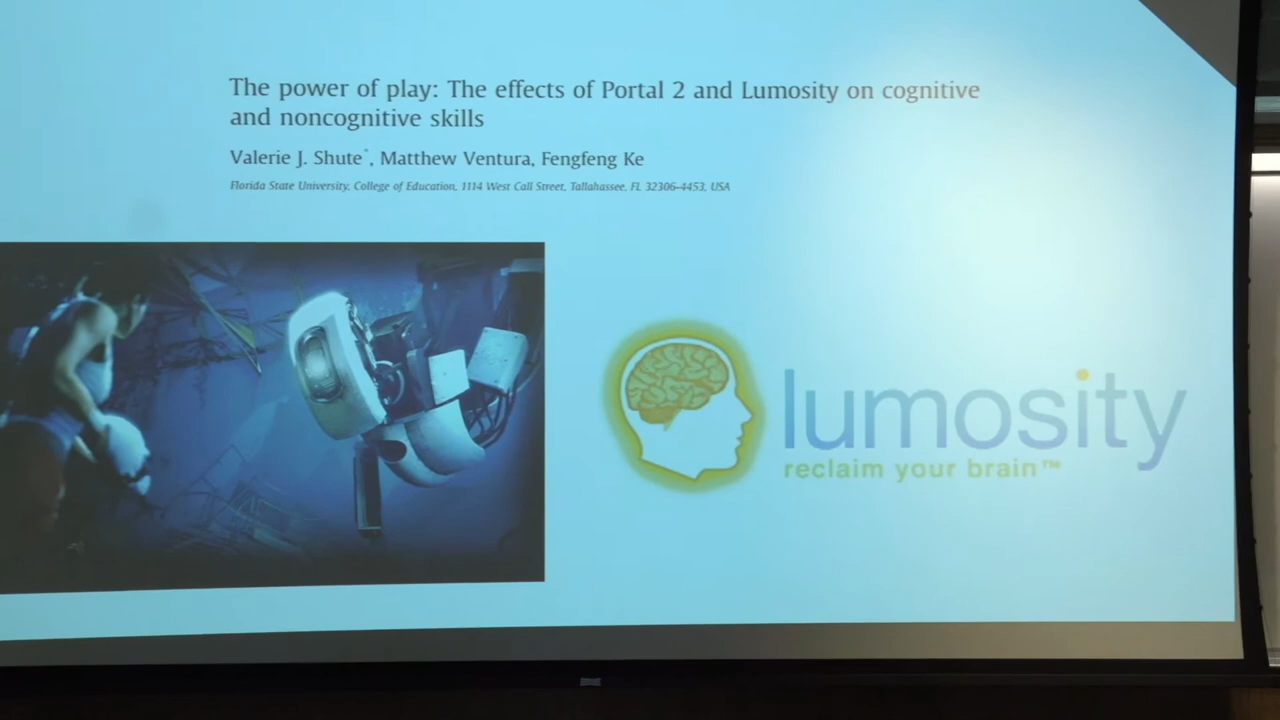 The power of play: The effects of Portal 2 and Lumosity on cognitive
and noncognitive skills
Valerie J. Shute*, Matthew Ventura, Fengfeng Ke
Florida State University, College of Education, 1114 West Call Street, Tallahassee, FL 32306-4453, USA
lumosity
reclaim your brain™